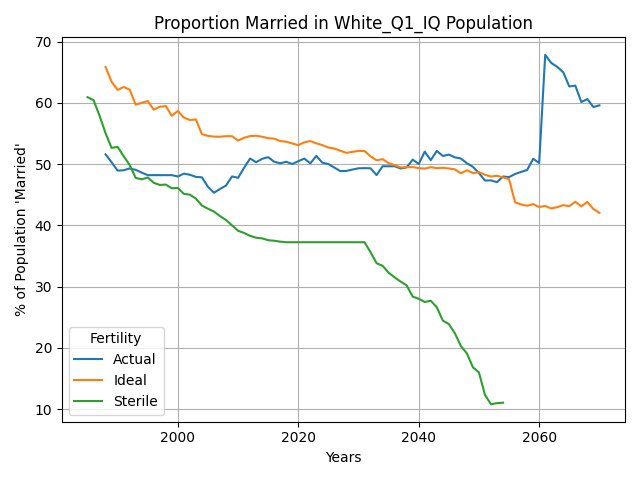 Proportion Married in White_Q1_IQ Population
% of Population 'Married'
70
60
50
40
30
20
10
Fertility
Actual
Ideal
Sterile
2000
2020
2040
2060
Years